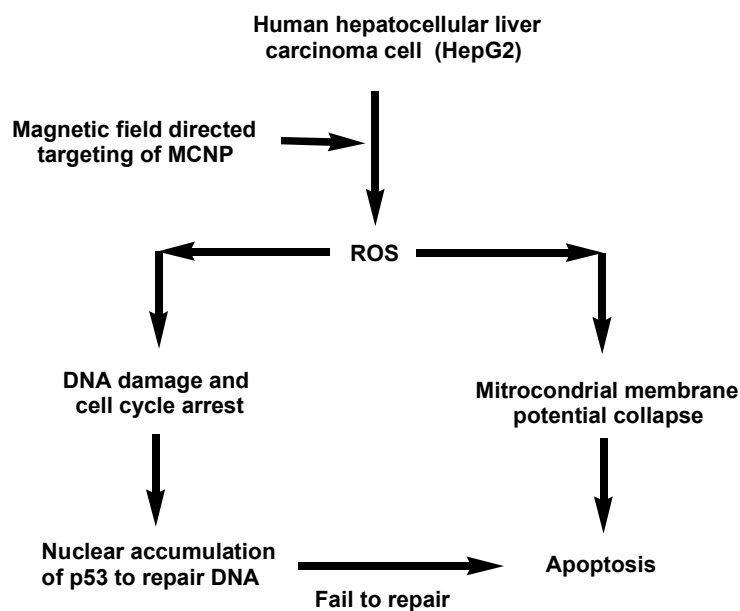 Human hepatocellular liver
carcinoma cell (HepG2)
Magnetic field directed
targeting of MCNP
ROS
DNA damage and
cell cycle arrest
Mitrocondrial membrane
potential collapse
Nuclear accumulation
of p53 to repair DNA
Fail to repair
Apoptosis